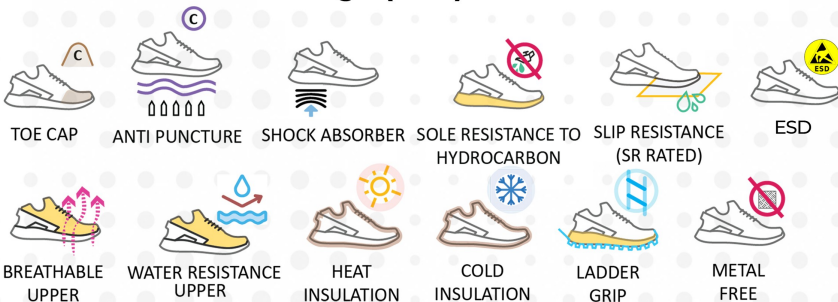 C
C
ESD
TOE CAP
ANTI PUNCTURE
SHOCK ABSORBER
SOLE RESISTANCE TO
HYDROCARBON
SLIP RESISTANCE
(SR RATED)
ESD
BREATHABLE
UPPER
WATER RESISTANCE
UPPER
HEAT
INSULATION
COLD
INSULATION
LADDER
GRIP
METAL
FREE